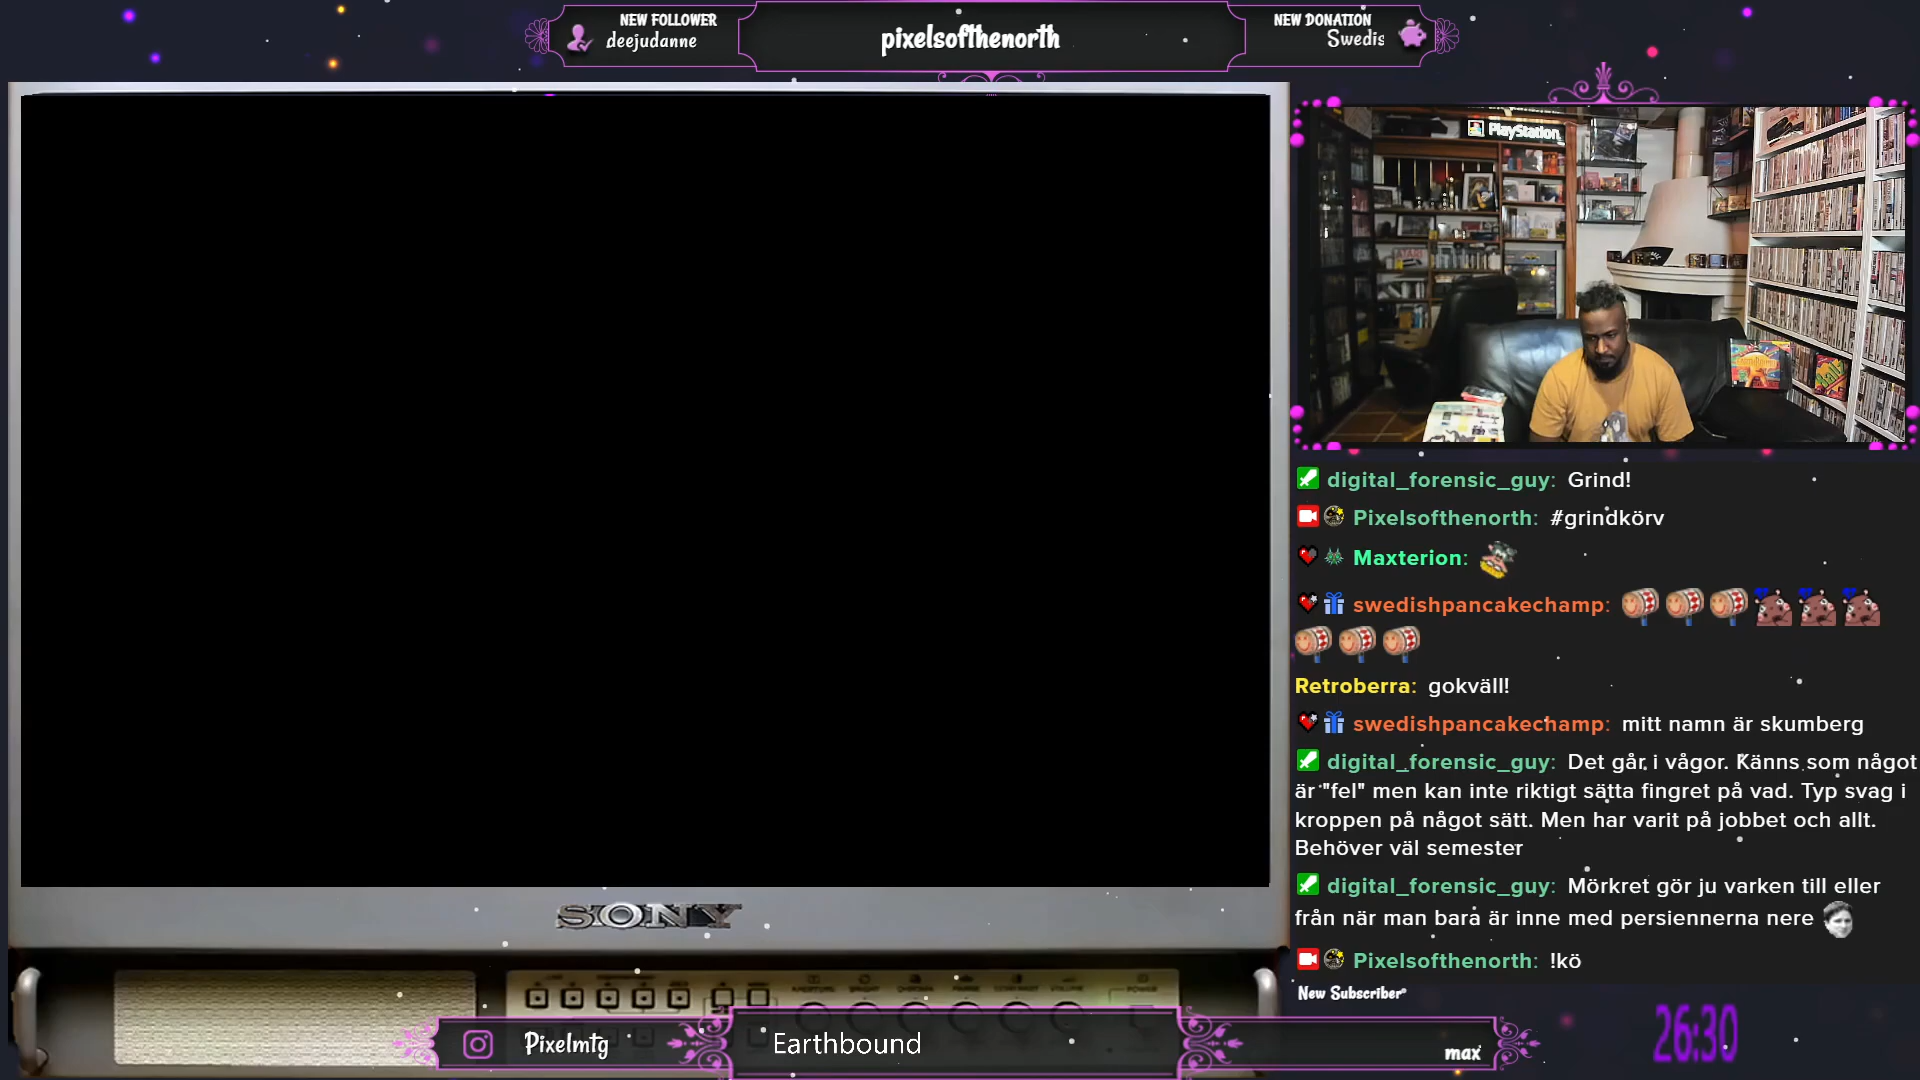 NEW FOLLOWER
deejudanne
pixelsofthenorth
NEW DONATION
Swedis
PlayStation
digital_forensic_guy: Grind!
Pixelsofthenorth: #grindkörv
Maxterion:
swedishpancakechamp:
Retroberra: gokväll!
swedishpancakechamp: mitt namn är skumberg
digital_forensic_guy: Det går i vågor. Känns som något
är "fel" men kan inte riktigt sätta fingret på vad. Typ svag i
kroppen på något sätt. Men har varit på jobbet och allt.
Behöver väl semester
digital_forensic_guy: Mörkret gör ju varken till eller
från när man bara är inne med persiennerna nere
Pixelsofthenorth: !kö
SONY
New Subscriber
Pixelmtg
Earthbound
max
26:30